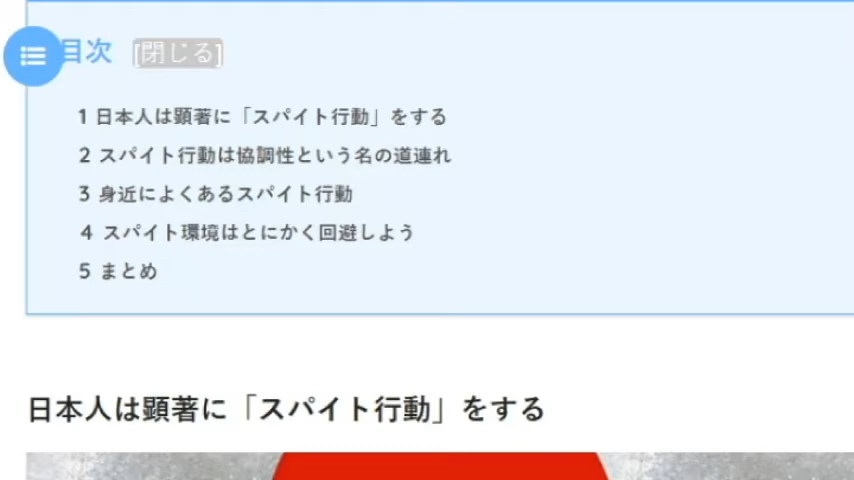 目次 [閉じる]
1 日本人は顕著に「スパイト行動」をする
2 スパイト行動は協調性という名の道連れ
3 身近によくあるスパイト行動
4 スパイト環境はとにかく回避しよう
5 まとめ
日本人は顕著に「スパイト行動」をする